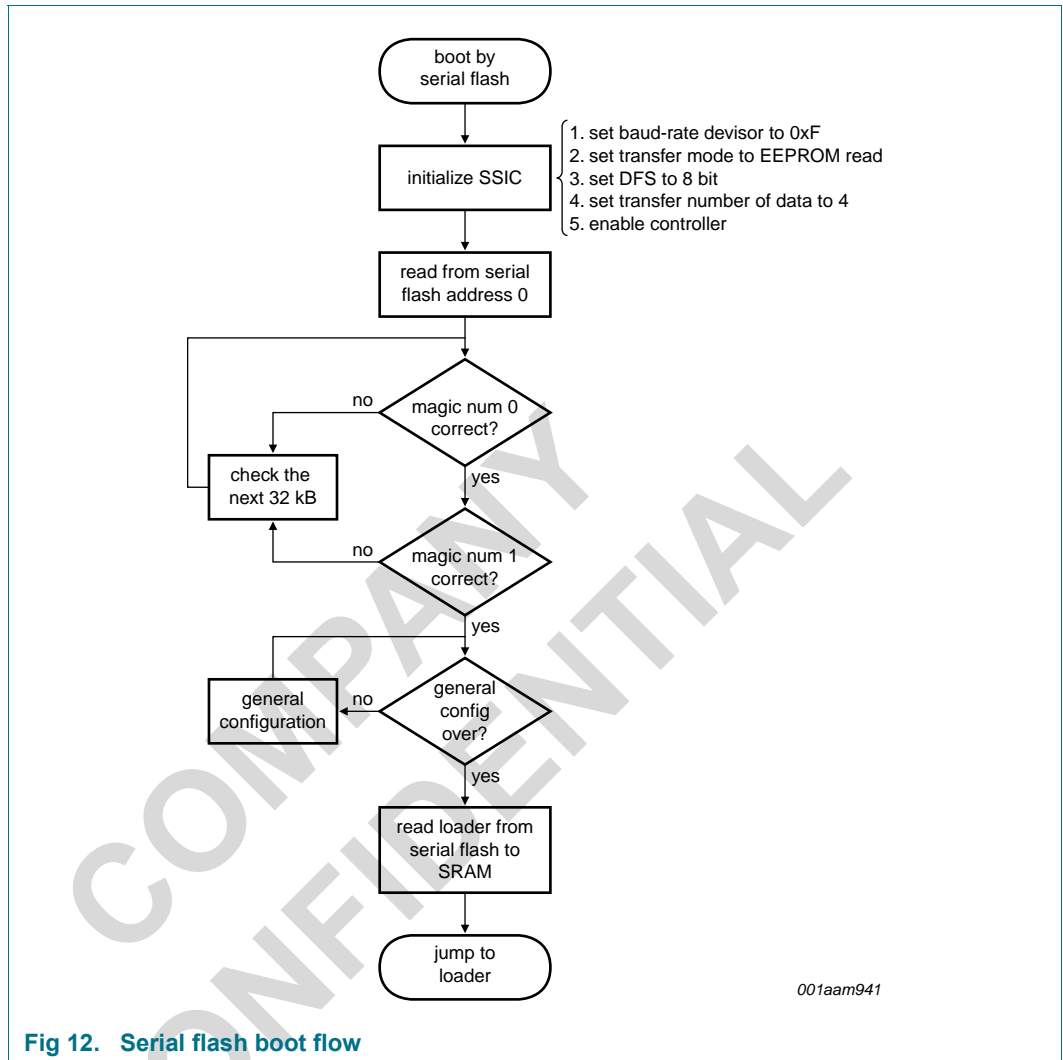 boot by
serial flash
initialize SSIC
1. set baud-rate devisor to 0xF
2. set transfer mode to EEPROM read
3. set DFS to 8 bit
4. set transfer number of data to 4
5. enable controller
read from serial
flash address 0
magic num 0
correct?
no
yes
check the
next 32 kB
magic num 1
correct?
no
yes
general
config
over?
no
general
configuration
yes
read loader from
serial flash to
SRAM
jump to
loader
001aam941
COMPANY
CONFIDENTIAL
Fig 12. Serial flash boot flow